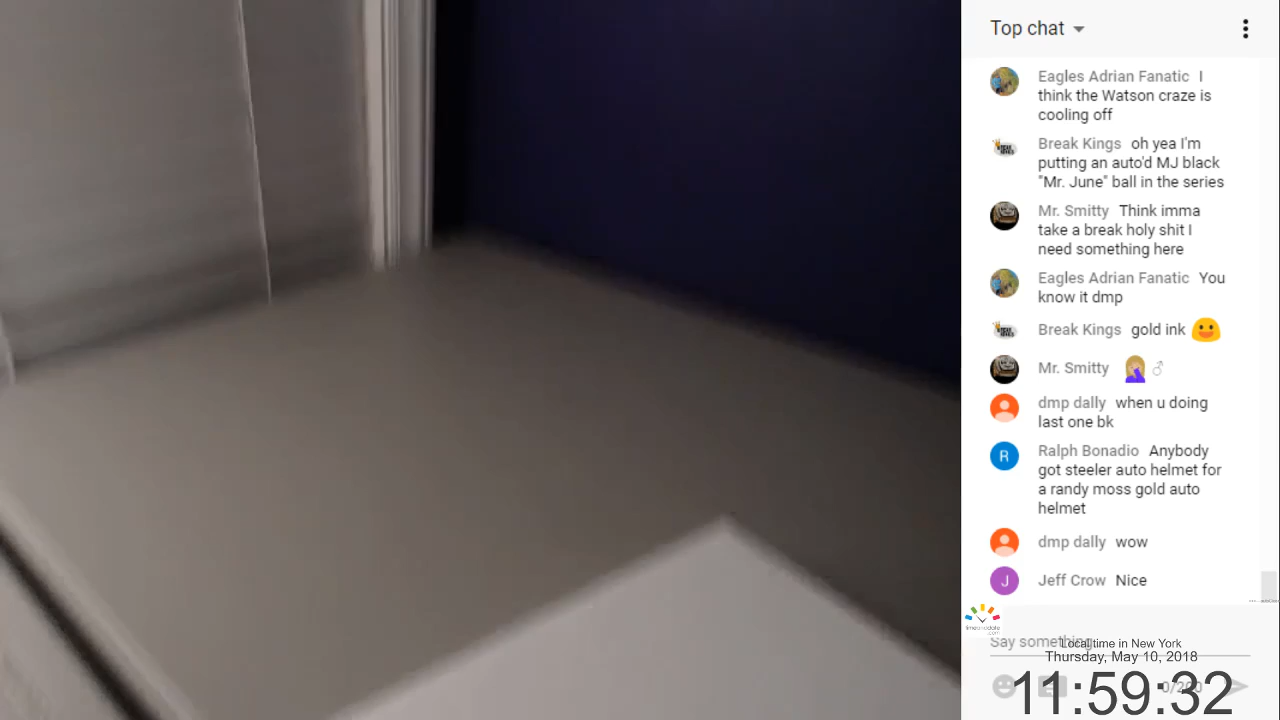 Top chat
Eagles Adrian Fanatic I
think the Watson craze is
cooling off
Break Kings oh yea I'm
putting an auto'd MJ black
"Mr. June" ball in the series
Mr. Smitty Think imma
take a break holy shit I
need something here
Eagles Adrian Fanatic You
know it dmp
Break Kings gold ink
Mr. Smitty
dmp dally when u doing
last one bk
R Ralph Bonadio Anybody
got steeler auto helmet for
a randy moss gold auto
helmet
dmp dally wow
J Jeff Crow Nice
Say something...
Local time in New York
Thursday, May 10, 2018
0/200
11:59:32